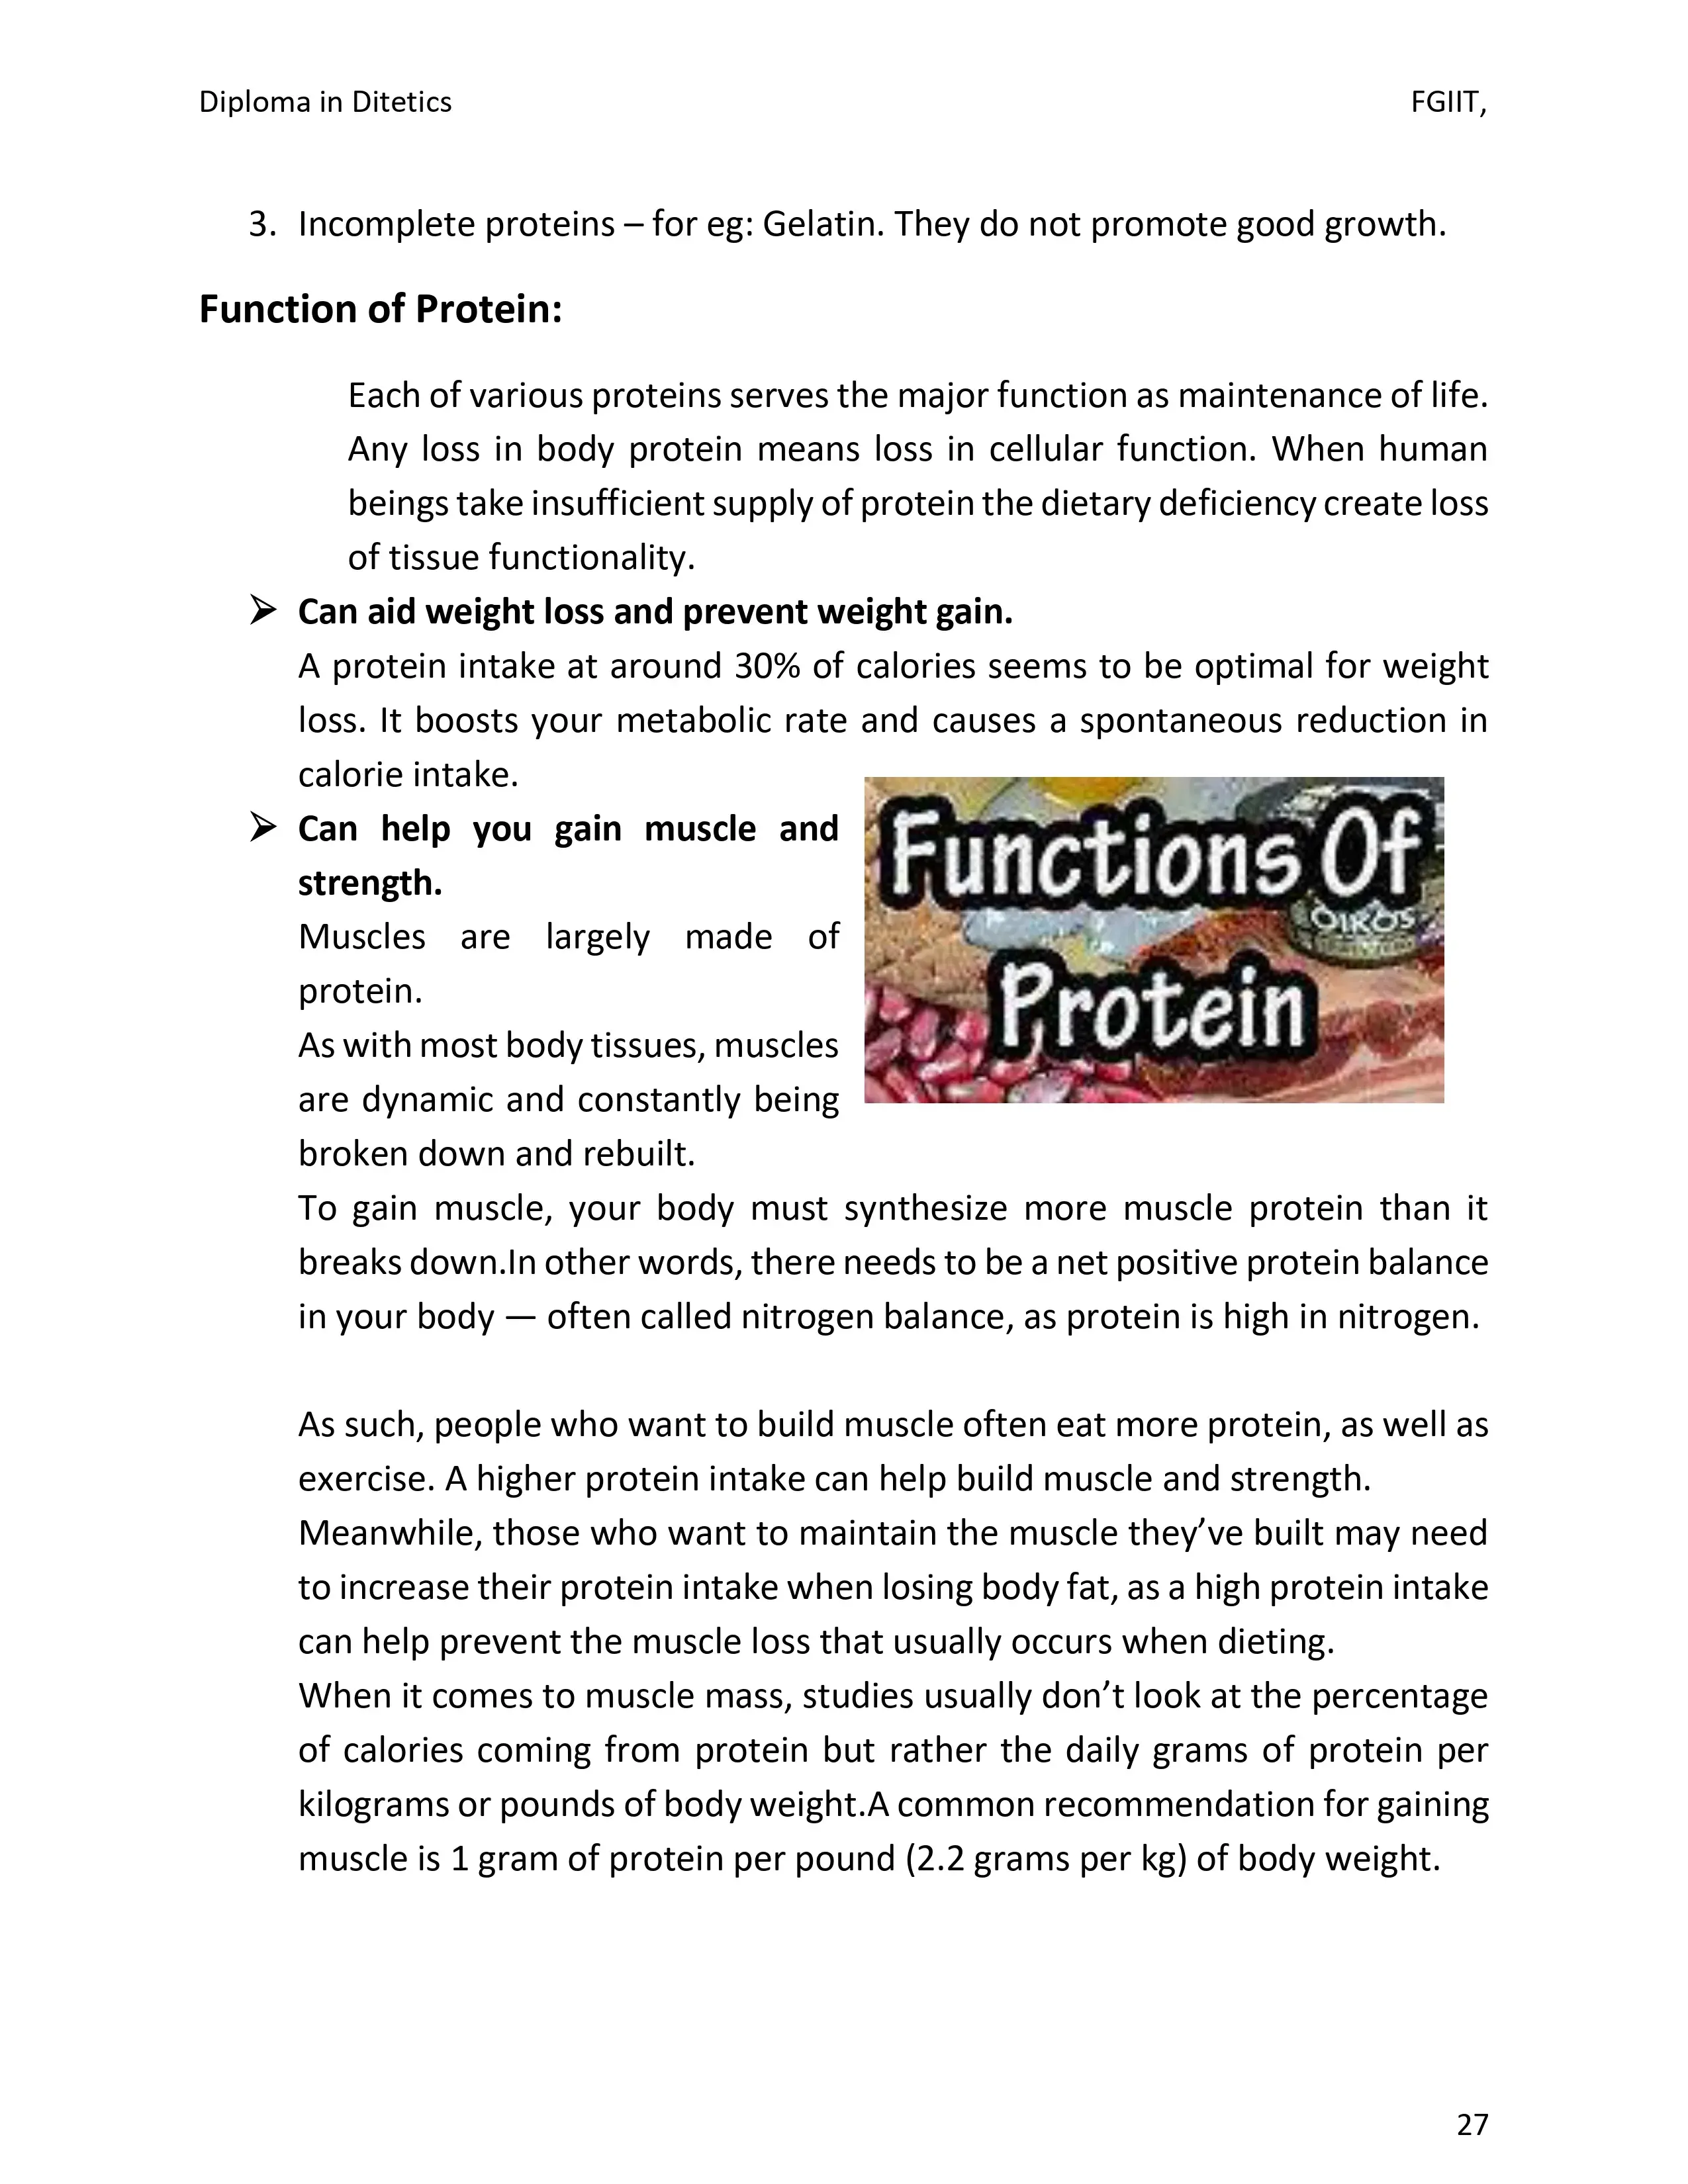 Diploma in Ditetics FGIIT,
3. Incomplete proteins – for eg: Gelatin. They do not promote good growth.
Function of Protein:
Each of various proteins serves the major function as maintenance of life.
Any loss in body protein means loss in cellular function. When human
beings take insufficient supply of protein the dietary deficiency create loss
of tissue functionality.
➢ Can aid weight loss and prevent weight gain.
A protein intake at around 30% of calories seems to be optimal for weight
loss. It boosts your metabolic rate and causes a spontaneous reduction in
calorie intake.
➢ Can help you gain muscle and
strength.
Muscles are largely made of
protein.
As with most body tissues, muscles
are dynamic and constantly being
broken down and rebuilt.
Functions Of
OIKOS
Protein
To gain muscle, your body must synthesize more muscle protein than it
breaks down.In other words, there needs to be a net positive protein balance
in your body — often called nitrogen balance, as protein is high in nitrogen.
As such, people who want to build muscle often eat more protein, as well as
exercise. A higher protein intake can help build muscle and strength.
Meanwhile, those who want to maintain the muscle they’ve built may need
to increase their protein intake when losing body fat, as a high protein intake
can help prevent the muscle loss that usually occurs when dieting.
When it comes to muscle mass, studies usually don’t look at the percentage
of calories coming from protein but rather the daily grams of protein per
kilograms or pounds of body weight.A common recommendation for gaining
muscle is 1 gram of protein per pound (2.2 grams per kg) of body weight.
27